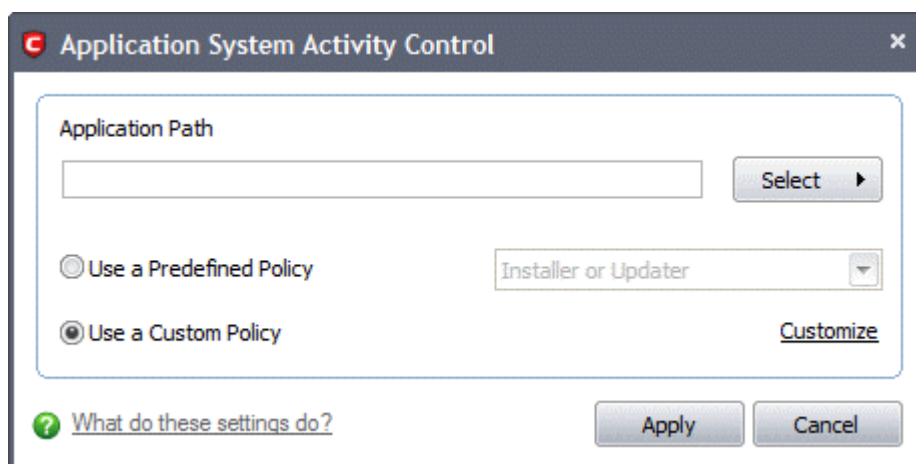 Application System Activity Control
Application Path
Select
Use a Predefined Policy
Installer or Updater
Use a Custom Policy
Customize
What do these settings do?
Apply
Cancel